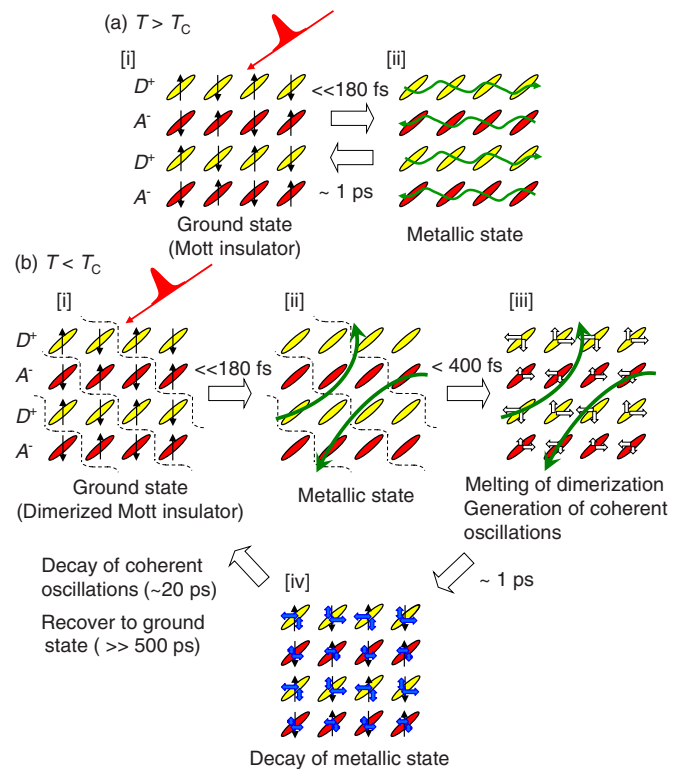 (a) T > TC
[i]
[ii]
D+
<<180 fs
A-
D+
A-
~ 1 ps
Ground state
(Mott insulator)
Metallic state
(b) T < TC
[i]
[ii]
[iii]
D+
A-
<<180 fs
< 400 fs
D+
A-
Ground state
(Dimerized Mott insulator)
Metallic state
Melting of dimerization
Generation of coherent
oscillations
Decay of coherent
oscillations (~20 ps)
Recover to ground
state ( >> 500 ps)
[iv]
~ 1 ps
Decay of metallic state